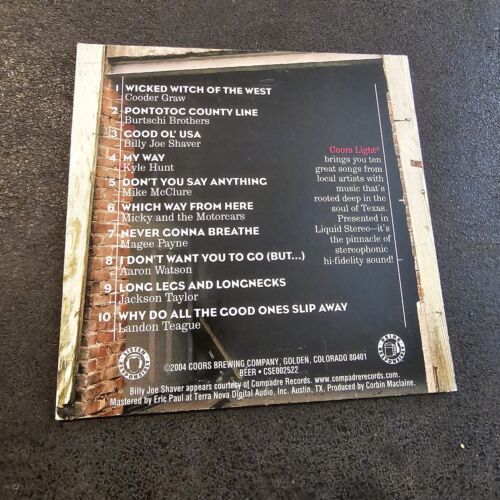 1 WICKED WITCH OF THE WEST
Cooder Graw
2 PONTOTOC COUNTY LINE
Burtschi Brothers
3 GOOD OL' USA
Billy Joe Shaver
4 MY WAY
Kyle Hunt
5 DON'T YOU SAY ANYTHING
Mike McClure
6 WHICH WAY FROM HERE
Micky and the Motorcars
7 NEVER GONNA BREATHE
Magee Payne
8 I DON'T WANT YOU TO GO (BUT...)
Aaron Watson
9 LONG LEGS AND LONGNECKS
Jackson Taylor
10 WHY DO ALL THE GOOD ONES SLIP AWAY
Landon Teague
Coors Light®
brings you ten
great songs from
local artists with
music that's
rooted deep in the
soul of Texas.
Presented in
Liquid Stereo—it's
the pinnacle of
stereophonic
hi-fidelity sound!
©2004 COORS BREWING COMPANY, GOLDEN, COLORADO 80401
BEER • CSE002522
Billy Joe Shaver appears courtesy of Compadre Records. www.compadrerecords.com.
Mastered by Eric Paul at Terra Nova Digital Audio, Inc. Austin, TX. Produced by Corbin Maclaine.